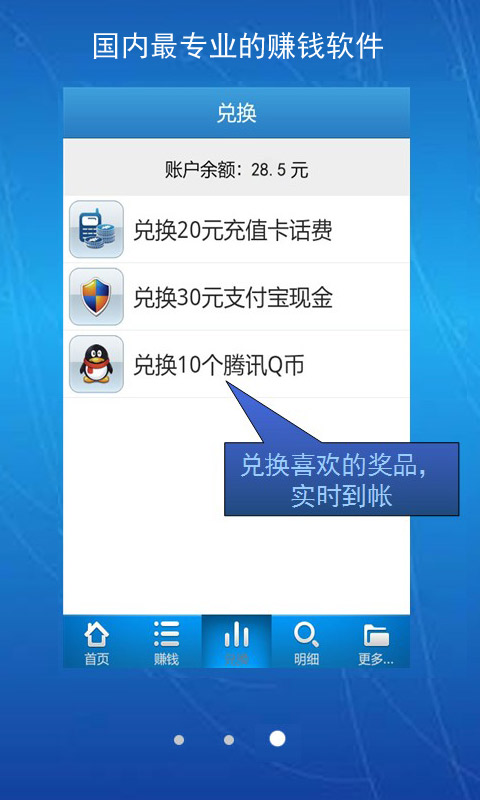 国内最专业的赚钱软件
兑换
账户余额：28.5 元
兑换20元充值卡话费
兑换30元支付宝现金
兑换10个腾讯Q币
兑换喜欢的奖品，
实时到帐
首页
赚钱
明细
更多...